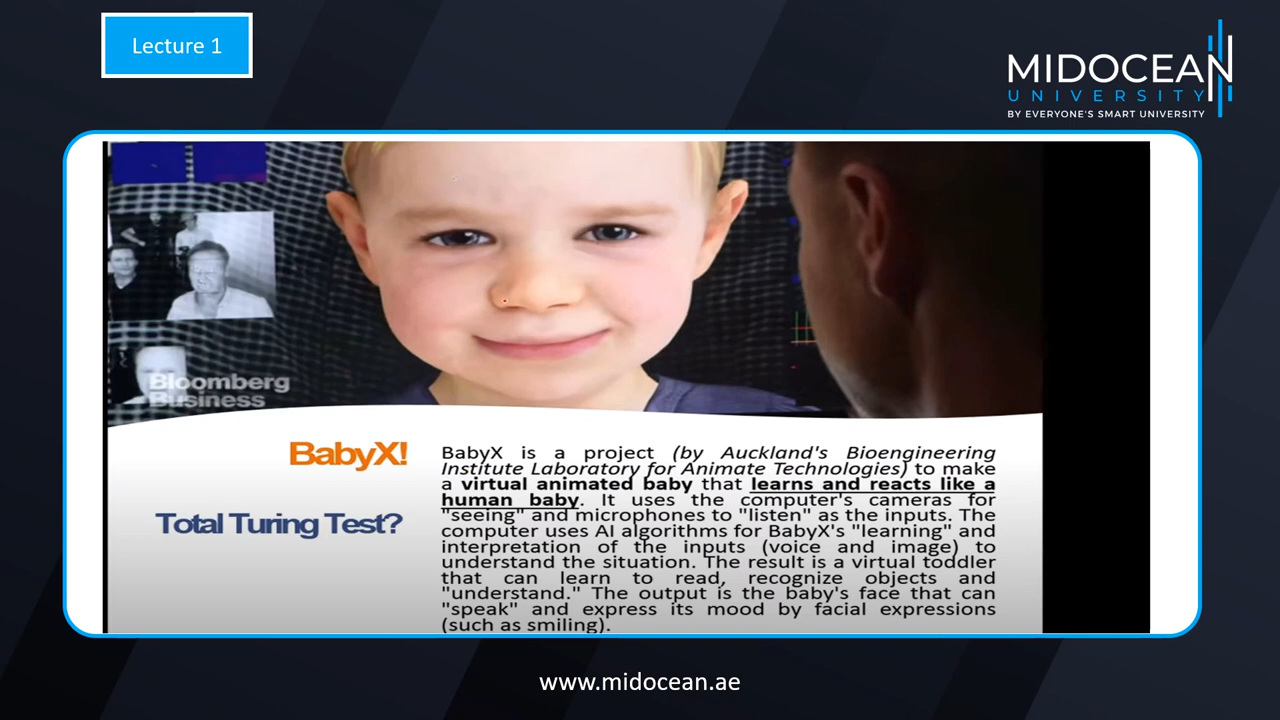 Lecture 1
MIDOCEAN
UNIVERSITY
BY EVERYONE'S SMART UNIVERSITY
Bloomberg
Business
BabyX!
Total Turing Test?
BabyX is a project (by Auckland's Bioengineering
Institute Laboratory for Animate Technologies) to make
a virtual animated baby that learns and reacts like a
human baby. It uses the computer's cameras for
"seeing" and microphones to "listen" as the inputs. The
computer uses AI algorithms for BabyX's "learning" and
interpretation of the inputs (voice and image) to
understand the situation. The result is a virtual toddler
that can learn to read, recognize objects and
"understand." The output is the baby's face that can
"speak" and express its mood by facial expressions
(such as smiling).
www.midocean.ae